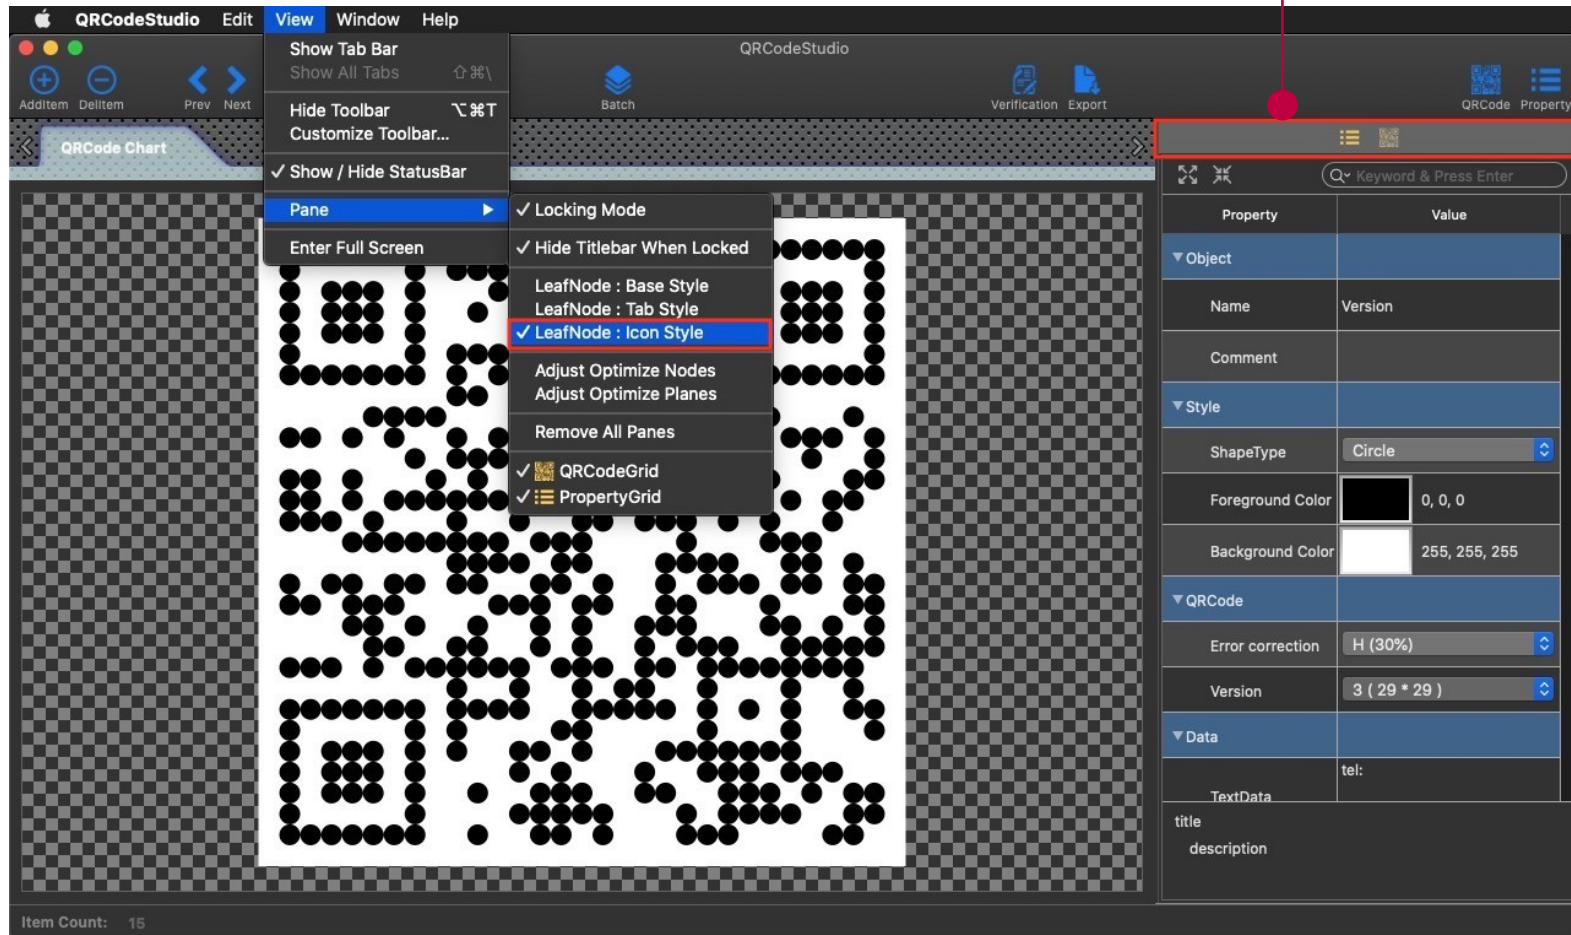 QRCodeStudio Edit View Window Help
QRCodeStudio
AddItem DelItem Prev Next Batch Verification Export QRCode Property
Show Tab Bar
Show All Tabs ⇧⌘\
Hide Toolbar ⌥⌘T
Customize Toolbar...
✓ Show / Hide StatusBar
Pane
Enter Full Screen
✓ Locking Mode
✓ Hide Titlebar When Locked
LeafNode : Base Style
LeafNode : Tab Style
✓ LeafNode : Icon Style
Adjust Optimize Nodes
Adjust Optimize Planes
Remove All Panes
✓ QRCodeGrid
✓ PropertyGrid
QRCode Chart
Keyword & Press Enter
Property Value
Object
Name Version
Comment
Style
ShapeType Circle
Foreground Color 0, 0, 0
Background Color 255, 255, 255
QRCode
Error correction H (30%)
Version 3 ( 29 * 29 )
Data
tel:
TextData
title
description
Item Count: 15